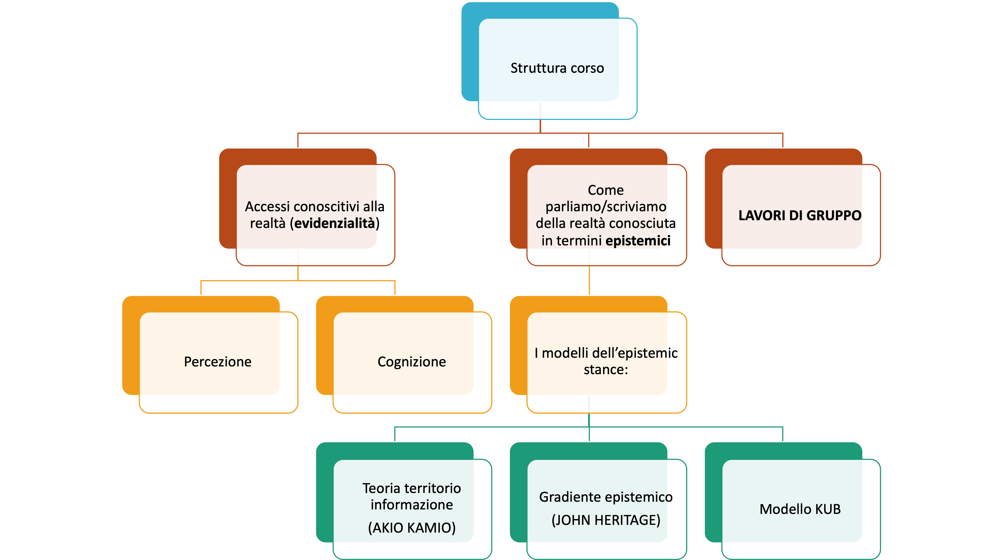 Struttura corso
Accessi conoscitivi alla
realtà (evidenzialità)
Come
parliamo/scriviamo
della realtà conosciuta
in termini epistemici
LAVORI DI GRUPPO
Percezione
Cognizione
I modelli dell’epistemic
stance:
Teoria territorio
informazione
(AKIO KAMIO)
Gradiente epistemico
(JOHN HERITAGE)
Modello KUB